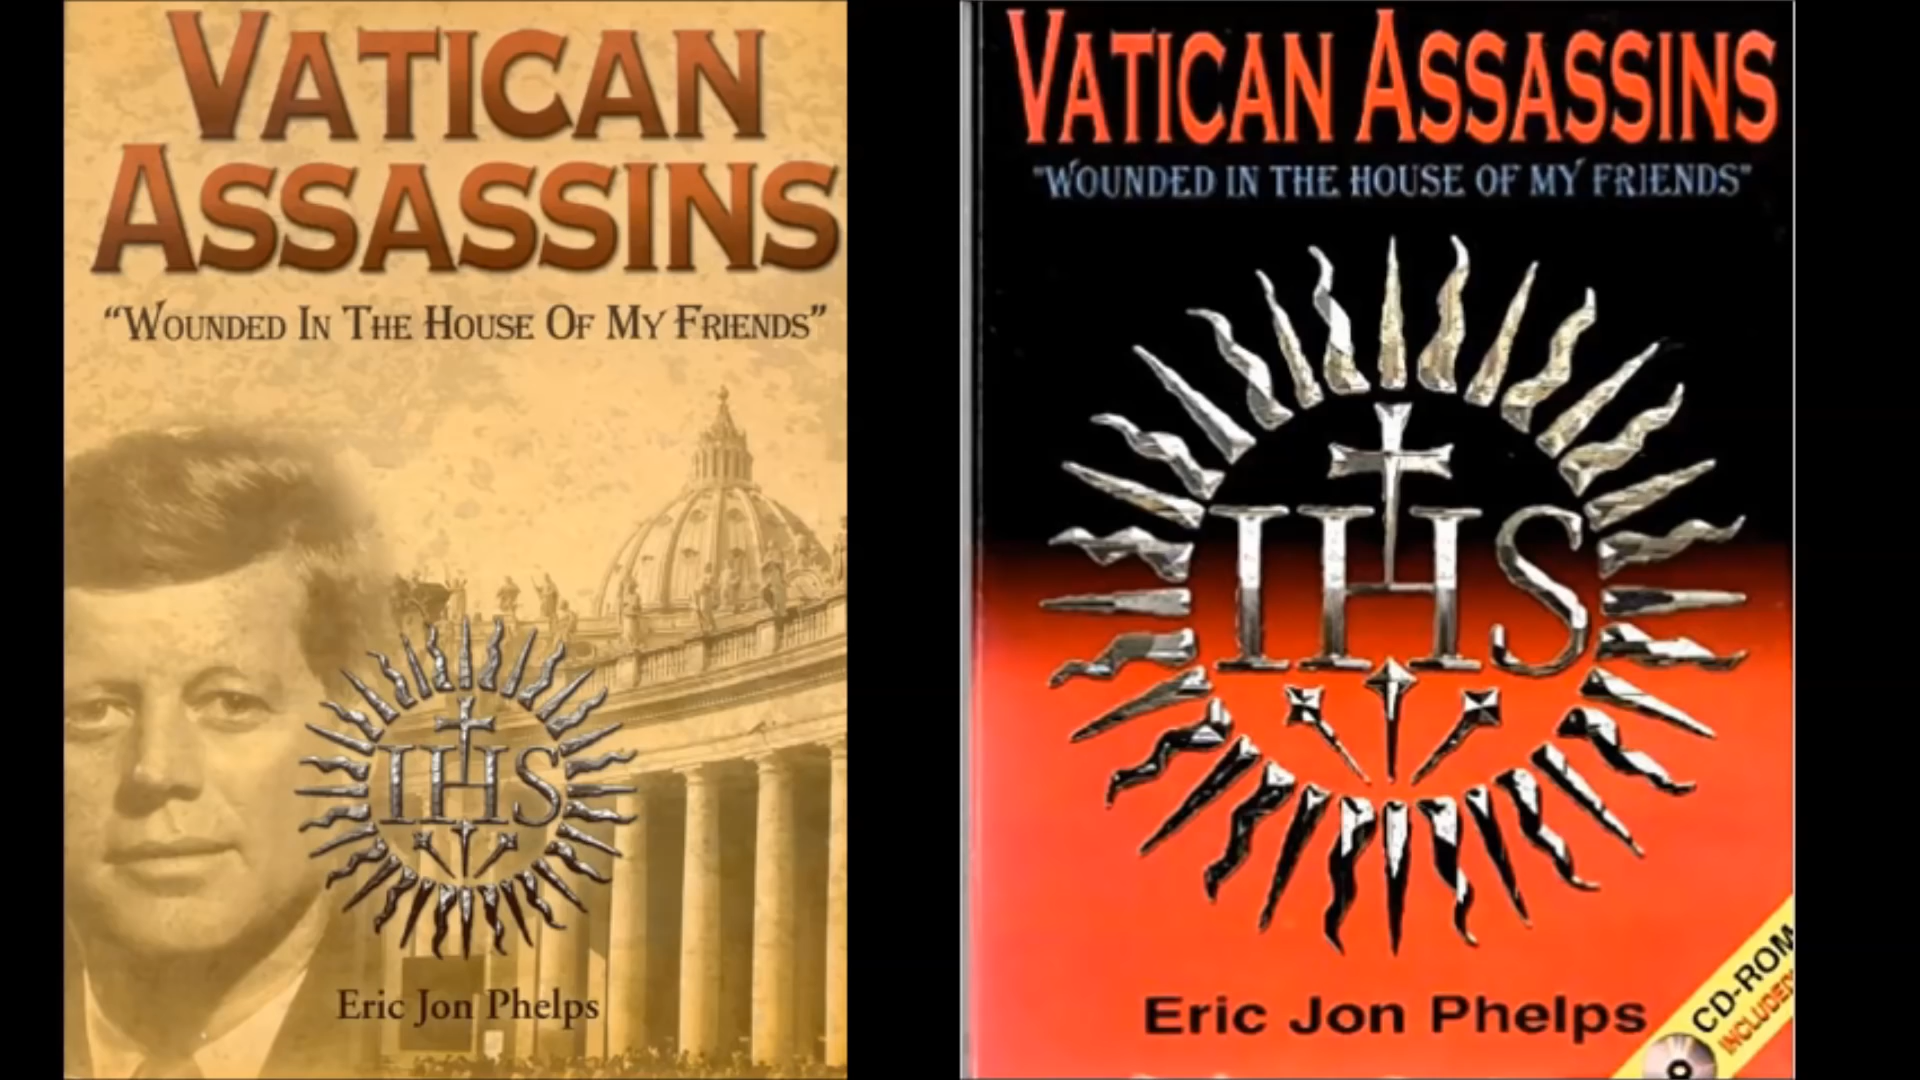 VATICAN
ASSASSINS
“WOUNDED IN THE HOUSE OF MY FRIENDS”
IHS
Eric Jon Phelps
VATICAN ASSASSINS
"WOUNDED IN THE HOUSE OF MY FRIENDS"
IHS
Eric Jon Phelps
CD-ROM
INCLUDED